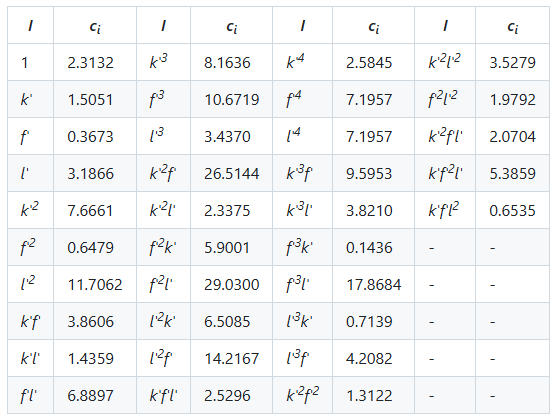 I c_i I c_i I c_i I c_i
1 2.3132 k'³ 8.1636 k'⁴ 2.5845 k'²l'² 3.5279
k' 1.5051 f'³ 10.6719 f'⁴ 7.1957 f'²l'² 1.9792
f' 0.3673 l'³ 3.4370 l'⁴ 7.1957 k'²f'l' 2.0704
l' 3.1866 k'²f' 26.5144 k'³f' 9.5953 k'f'²l' 5.3859
k'² 7.6661 k'²l' 2.3375 k'³l' 3.8210 k'f'l'² 0.6535
f'² 0.6479 f'²k' 5.9001 f'³k' 0.1436 - -
l'² 11.7062 f'²l' 29.0300 f'³l' 17.8684 - -
k'f' 3.8606 l'²k' 6.5085 l'³k' 0.7139 - -
k'l' 1.4359 l'²f' 14.2167 l'³f' 4.2082 - -
f'l' 6.8897 k'f'l' 2.5296 k'²f'² 1.3122 - -